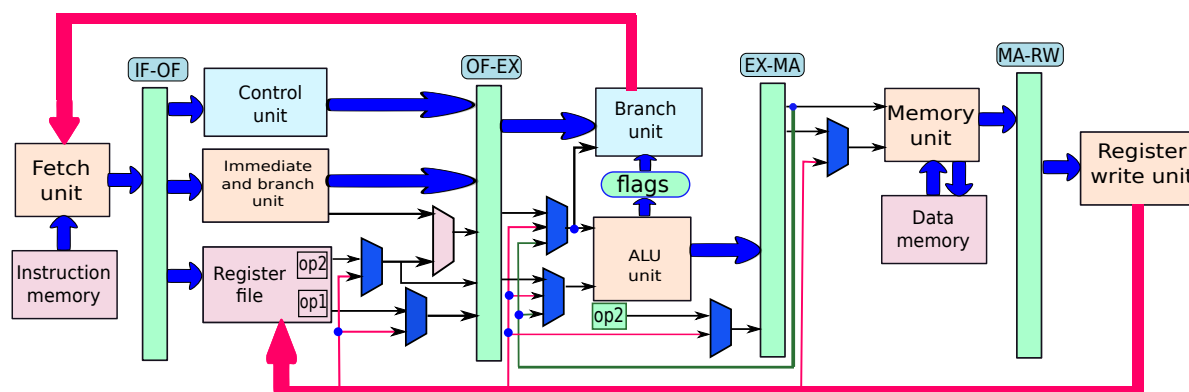 IF-OF
OF-EX
EX-MA
MA-RW
Control
unit
Branch
unit
Memory
unit
Fetch
unit
Immediate
and branch
unit
flags
Register
write unit
Instruction
memory
Register
file
op2
op1
ALU
unit
op2
Data
memory